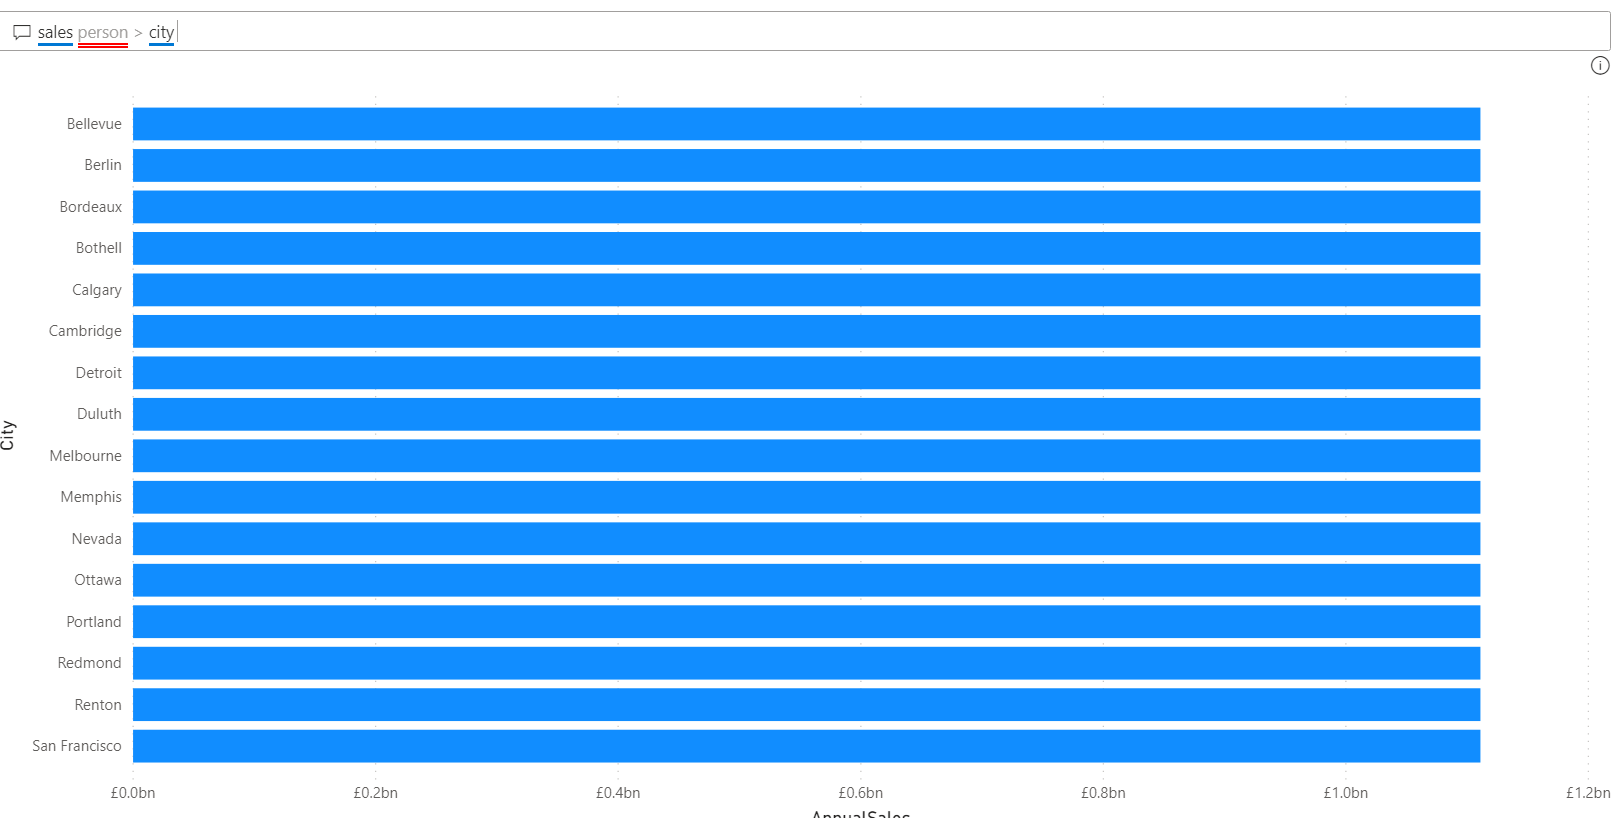 sales person > city
Bellevue
Berlin
Bordeaux
Bothell
Calgary
Cambridge
Detroit
Duluth
Melbourne
Memphis
Nevada
Ottawa
Portland
Redmond
Renton
San Francisco
City
£0.0bn £0.2bn £0.4bn £0.6bn £0.8bn £1.0bn £1.2bn
AnnualSales